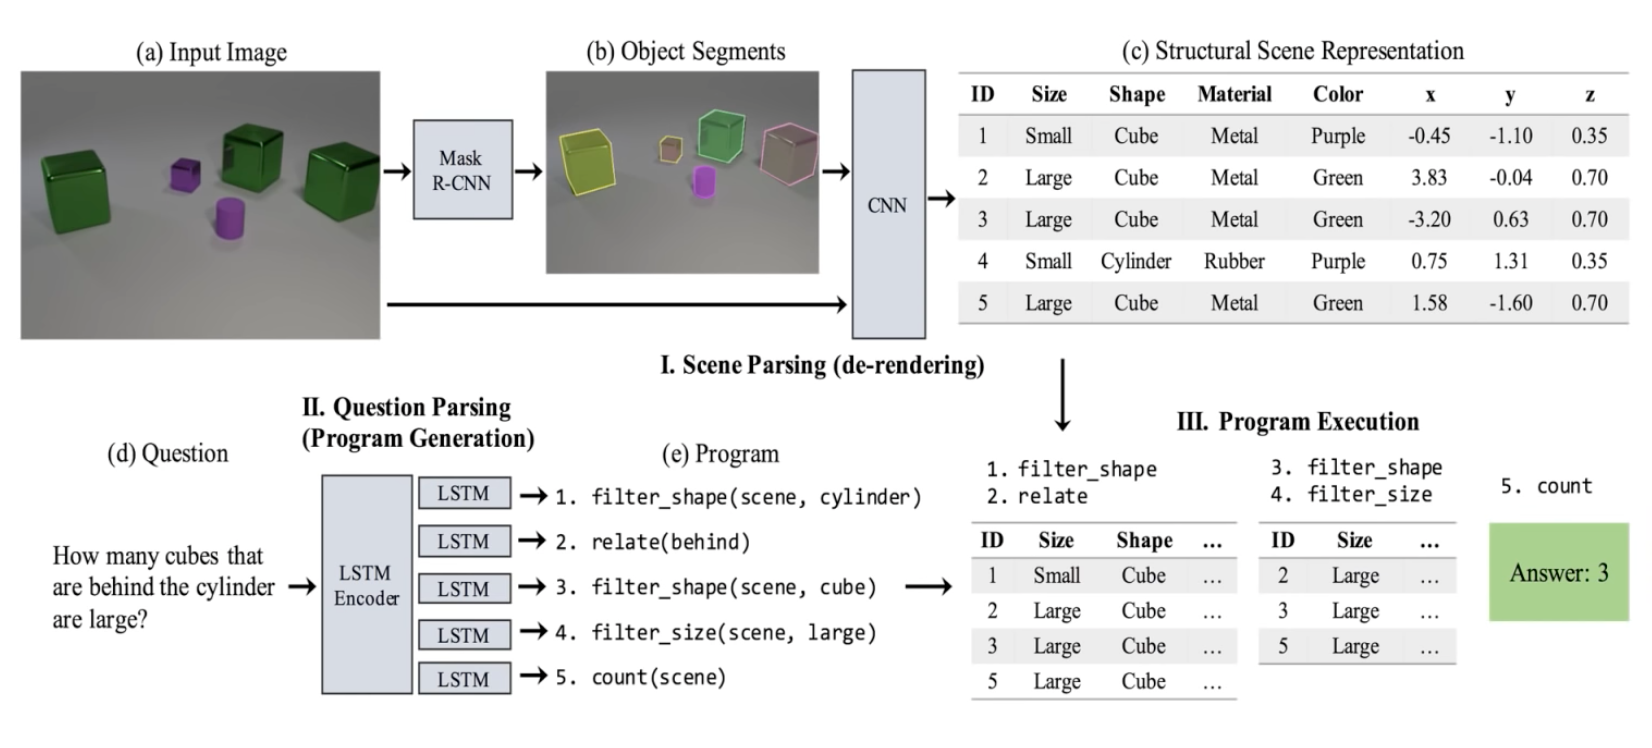 (a) Input Image
(b) Object Segments
(c) Structural Scene Representation
Mask
R-CNN
CNN
ID Size Shape Material Color x y z
1 Small Cube Metal Purple -0.45 -1.10 0.35
2 Large Cube Metal Green 3.83 -0.04 0.70
3 Large Cube Metal Green -3.20 0.63 0.70
4 Small Cylinder Rubber Purple 0.75 1.31 0.35
5 Large Cube Metal Green 1.58 -1.60 0.70
I. Scene Parsing (de-rendering)
II. Question Parsing
(Program Generation)
III. Program Execution
(d) Question
How many cubes that
are behind the cylinder
are large?
LSTM
Encoder
(e) Program
LSTM 1. filter_shape(scene, cylinder)
LSTM 2. relate(behind)
LSTM 3. filter_shape(scene, cube)
LSTM 4. filter_size(scene, large)
LSTM 5. count(scene)
1. filter_shape
2. relate
ID Size Shape ...
1 Small Cube ...
2 Large Cube ...
3 Large Cube ...
5 Large Cube ...
3. filter_shape
4. filter_size
ID Size ...
2 Large ...
3 Large ...
5 Large ...
5. count
Answer: 3